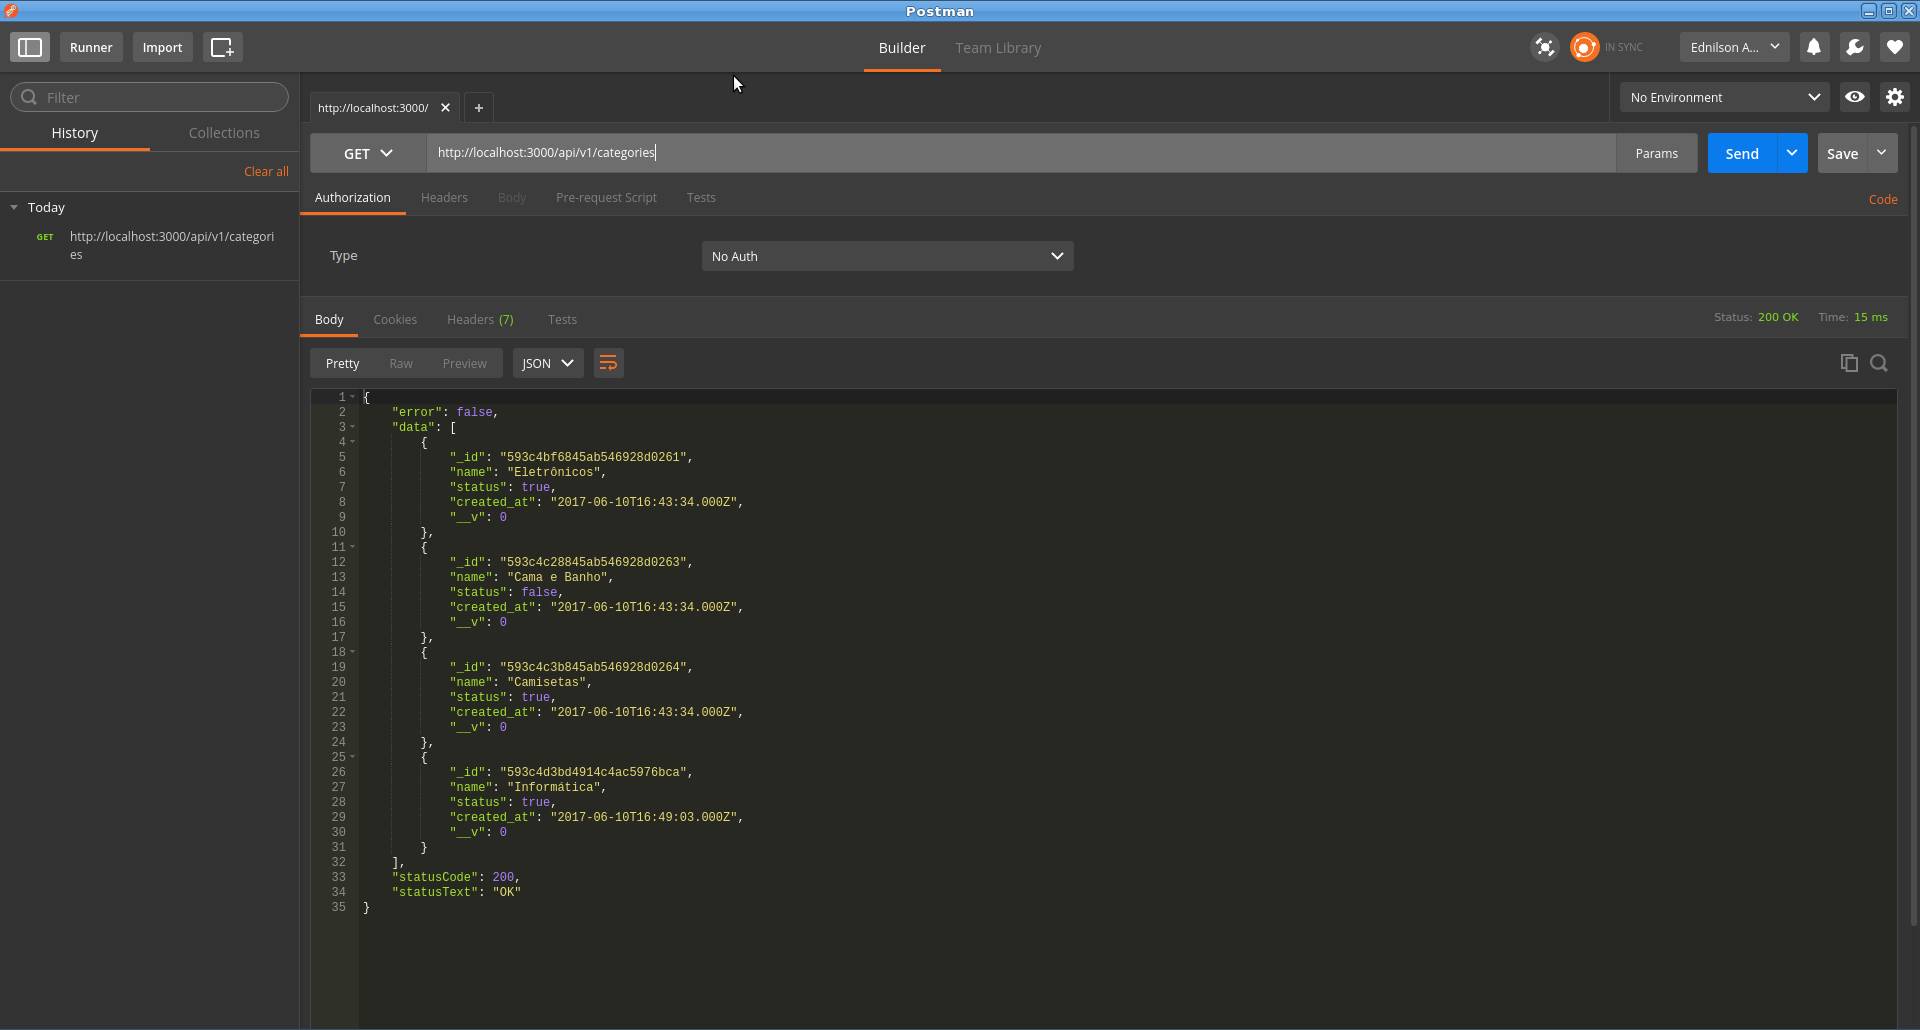 Postman
Runner
Import
Builder
Team Library
IN SYNC
Ednilson A...
Filter
History
Collections
Clear all
Today
GET
http://localhost:3000/api/v1/categori
es
http://localhost:3000/
No Environment
GET
http://localhost:3000/api/v1/categories
Params
Send
Save
Authorization
Headers
Body
Pre-request Script
Tests
Code
Type
No Auth
Body
Cookies
Headers (7)
Tests
Status: 200 OK
Time: 15 ms
Pretty
Raw
Preview
JSON
1 {
2 "error": false,
3 "data": [
4 {
5 "_id": "593c4bf6845ab546928d0261",
6 "name": "Eletrônicos",
7 "status": true,
8 "created_at": "2017-06-10T16:43:34.000Z",
9 "__v": 0
10 },
11 {
12 "_id": "593c4c28845ab546928d0263",
13 "name": "Cama e Banho",
14 "status": false,
15 "created_at": "2017-06-10T16:43:34.000Z",
16 "__v": 0
17 },
18 {
19 "_id": "593c4c3b845ab546928d0264",
20 "name": "Camisetas",
21 "status": true,
22 "created_at": "2017-06-10T16:43:34.000Z",
23 "__v": 0
24 },
25 {
26 "_id": "593c4d3bd4914c4ac5976bca",
27 "name": "Informática",
28 "status": true,
29 "created_at": "2017-06-10T16:49:03.000Z",
30 "__v": 0
31 }
32 ],
33 "statusCode": 200,
34 "statusText": "OK"
35 }